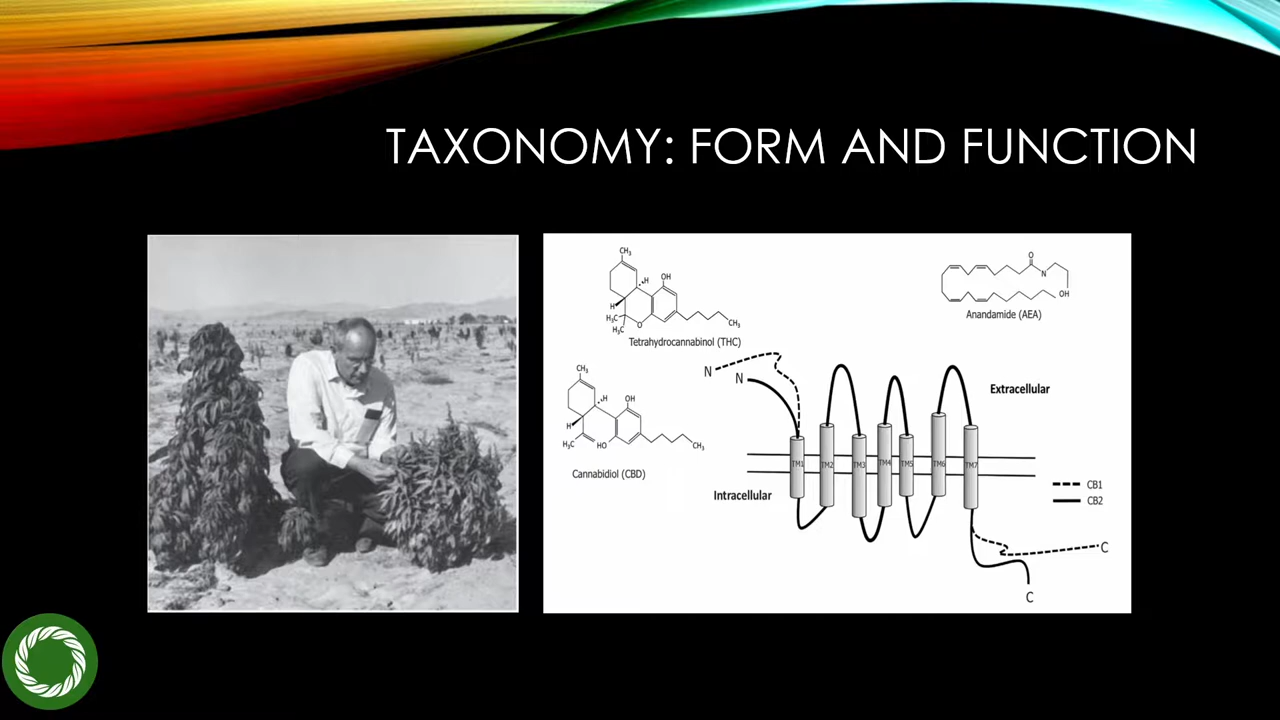 TAXONOMY: FORM AND FUNCTION
CH₃
H
OH
H
H₃C
H₃C
O
CH₃
Tetrahydrocannabinol (THC)
O
N
OH
Anandamide (AEA)
CH₃
H
OH
H
H₃C
HO
CH₃
Cannabidiol (CBD)
N
N
Extracellular
TM1 TM2 TM3 TM4 TM5 TM6 TM7
Intracellular
CB1
CB2
C
C